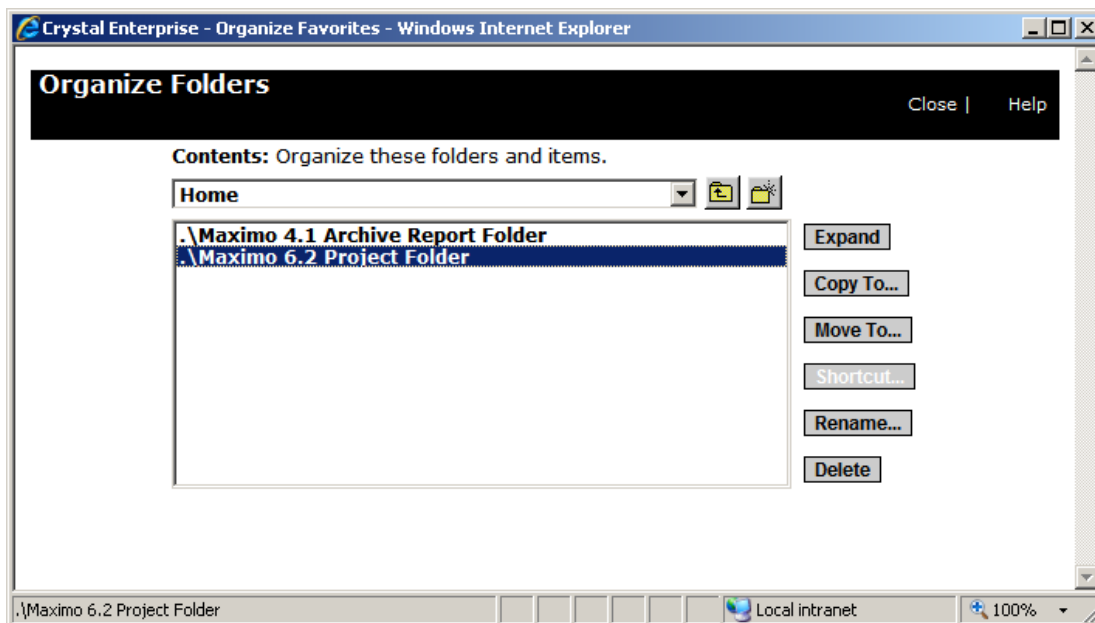 Crystal Enterprise - Organize Favorites - Windows Internet Explorer
Organize Folders
Close | Help
Contents: Organize these folders and items.
Home
.\Maximo 4.1 Archive Report Folder
.\Maximo 6.2 Project Folder
Expand
Copy To...
Move To...
Shortcut...
Rename...
Delete
.\Maximo 6.2 Project Folder Local intranet 100%